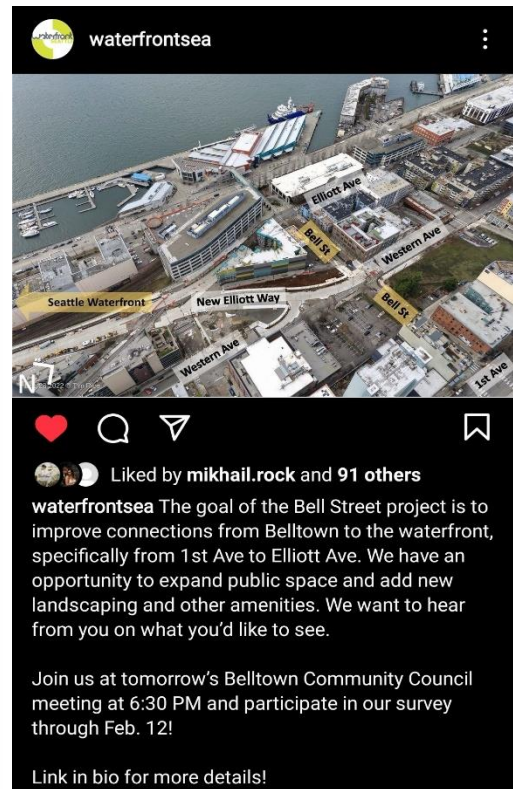 waterfrontsea
Elliott Ave
Bell St
Western Ave
Seattle Waterfront
New Elliott Way
Bell St
Western Ave
1st Ave
N
Liked by mikhail.rock and 91 others
waterfrontsea The goal of the Bell Street project is to
improve connections from Belltown to the waterfront,
specifically from 1st Ave to Elliott Ave. We have an
opportunity to expand public space and add new
landscaping and other amenities. We want to hear
from you on what you’d like to see.
Join us at tomorrow’s Belltown Community Council
meeting at 6:30 PM and participate in our survey
through Feb. 12!
Link in bio for more details!